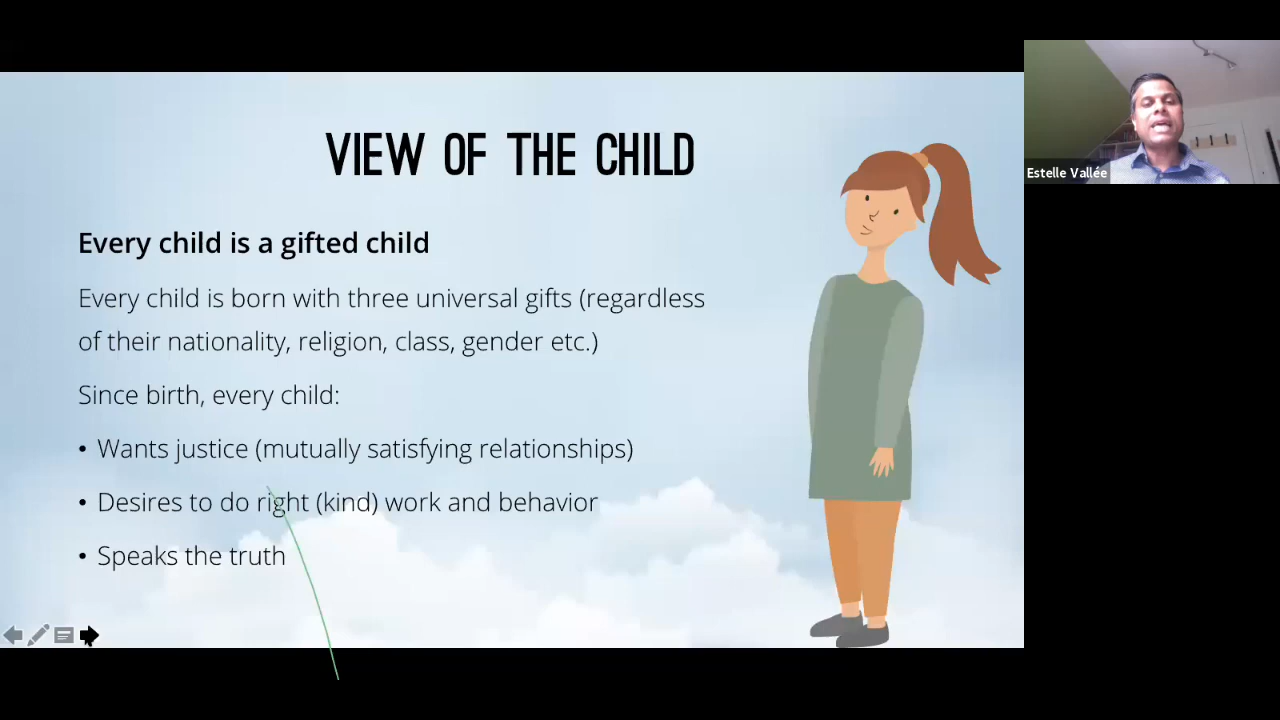 VIEW OF THE CHILD
Every child is a gifted child
Every child is born with three universal gifts (regardless
of their nationality, religion, class, gender etc.)
Since birth, every child:
• Wants justice (mutually satisfying relationships)
• Desires to do right (kind) work and behavior
• Speaks the truth
Estelle Vallée